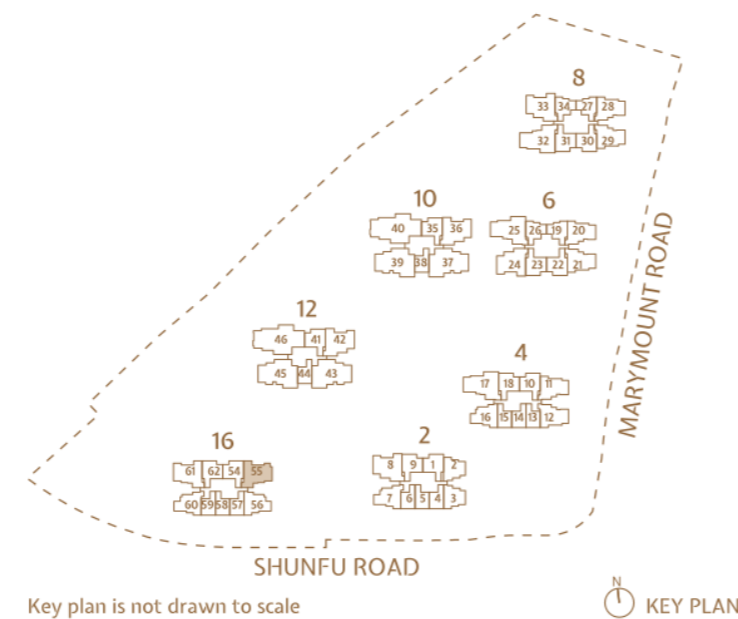 8
33 34 27 28
32 31 30 29
10
40 35 36
39 38 37
6
25 26 19 20
24 23 22 21
MARYMOUNT ROAD
12
46 41 42
45 44 43
4
17 18 10 11
16 15 14 13 12
16
61 62 54 55
60 59 58 57 56
2
8 9 1 2
7 6 5 4 3
SHUNFU ROAD
Key plan is not drawn to scale
N
KEY PLAN